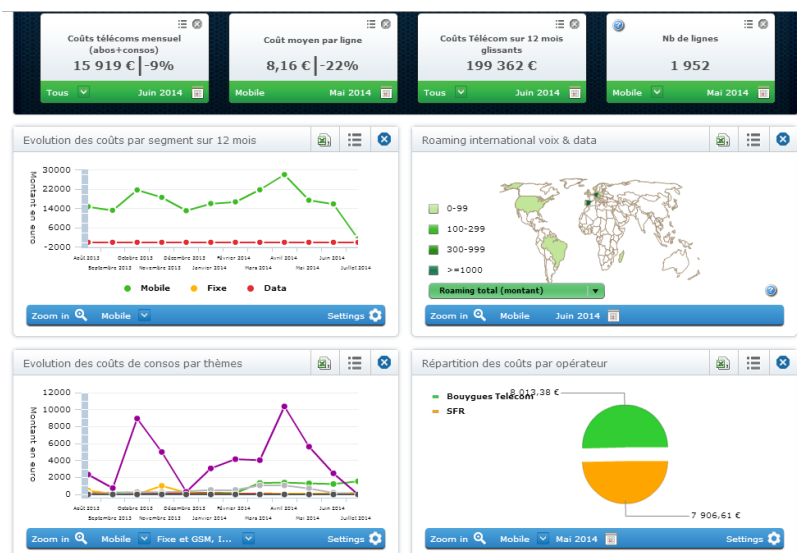 Coûts télécoms mensuel
(abos+consos)
15 919 €|-9%
Tous
Juin 2014
Coût moyen par ligne
8,16 €|-22%
Mobile
Mai 2014
Coûts Télécom sur 12 mois
glissants
199 362 €
Tous
Juin 2014
Nb de lignes
1 952
Mobile
Mai 2014
Evolution des coûts par segment sur 12 mois
Montant en euro
30000
22000
14000
6000
-2000
Août 2013
Septembre 2013
Octobre 2013
Novembre 2013
Décembre 2013
Janvier 2014
Février 2014
Mars 2014
Avril 2014
Mai 2014
Juin 2014
Juillet 2014
Mobile
Fixe
Data
Zoom in
Mobile
Settings
Roaming international voix & data
0-99
100-299
300-999
>=1000
Roaming total (montant)
Zoom in
Mobile
Juin 2014
Evolution des coûts de consos par thèmes
Montant en euro
12000
10000
8000
6000
4000
2000
0
Août 2013
Septembre 2013
Octobre 2013
Novembre 2013
Décembre 2013
Janvier 2014
Février 2014
Mars 2014
Avril 2014
Mai 2014
Juin 2014
Juillet 2014
Zoom in
Mobile
Fixe et GSM, I...
Settings
Répartition des coûts par opérateur
Bouygues Telecom
SFR
8 013,38 €
7 906,61 €
Zoom in
Mobile
Mai 2014
Settings